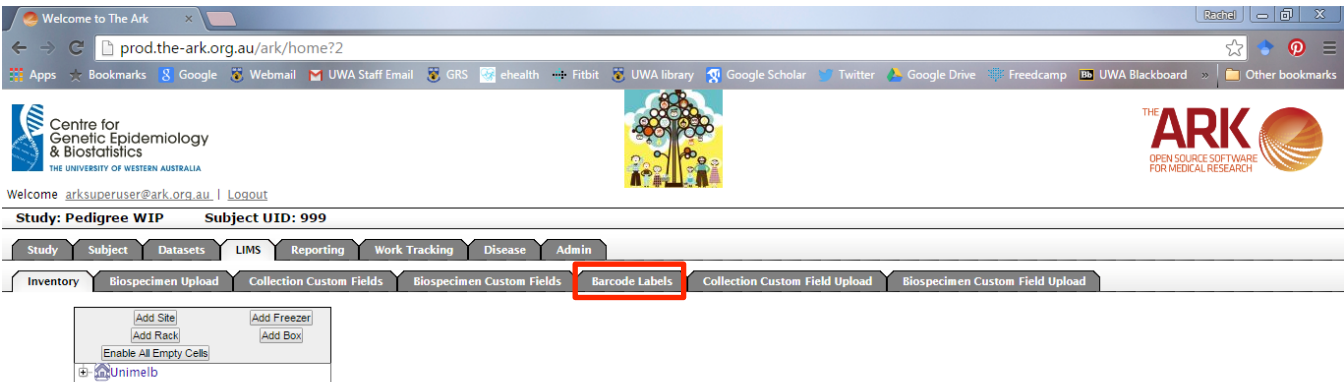 Welcome to The Ark
Rachel
prod.the-ark.org.au/ark/home?2
Apps Bookmarks Google Webmail UWA Staff Email GRS ehealth Fitbit UWA library Google Scholar Twitter Google Drive Freedcamp Bb UWA Blackboard » Other bookmarks
Centre for
Genetic Epidemiology
& Biostatistics
THE UNIVERSITY OF WESTERN AUSTRALIA
THE
ARK
OPEN SOURCE SOFTWARE
FOR MEDICAL RESEARCH
Welcome arksuperuser@ark.org.au | Logout
Study: Pedigree WIP Subject UID: 999
Study Subject Datasets LIMS Reporting Work Tracking Disease Admin
Inventory Biospecimen Upload Collection Custom Fields Biospecimen Custom Fields Barcode Labels Collection Custom Field Upload Biospecimen Custom Field Upload
Add Site Add Freezer
Add Rack Add Box
Enable All Empty Cells
Unimelb